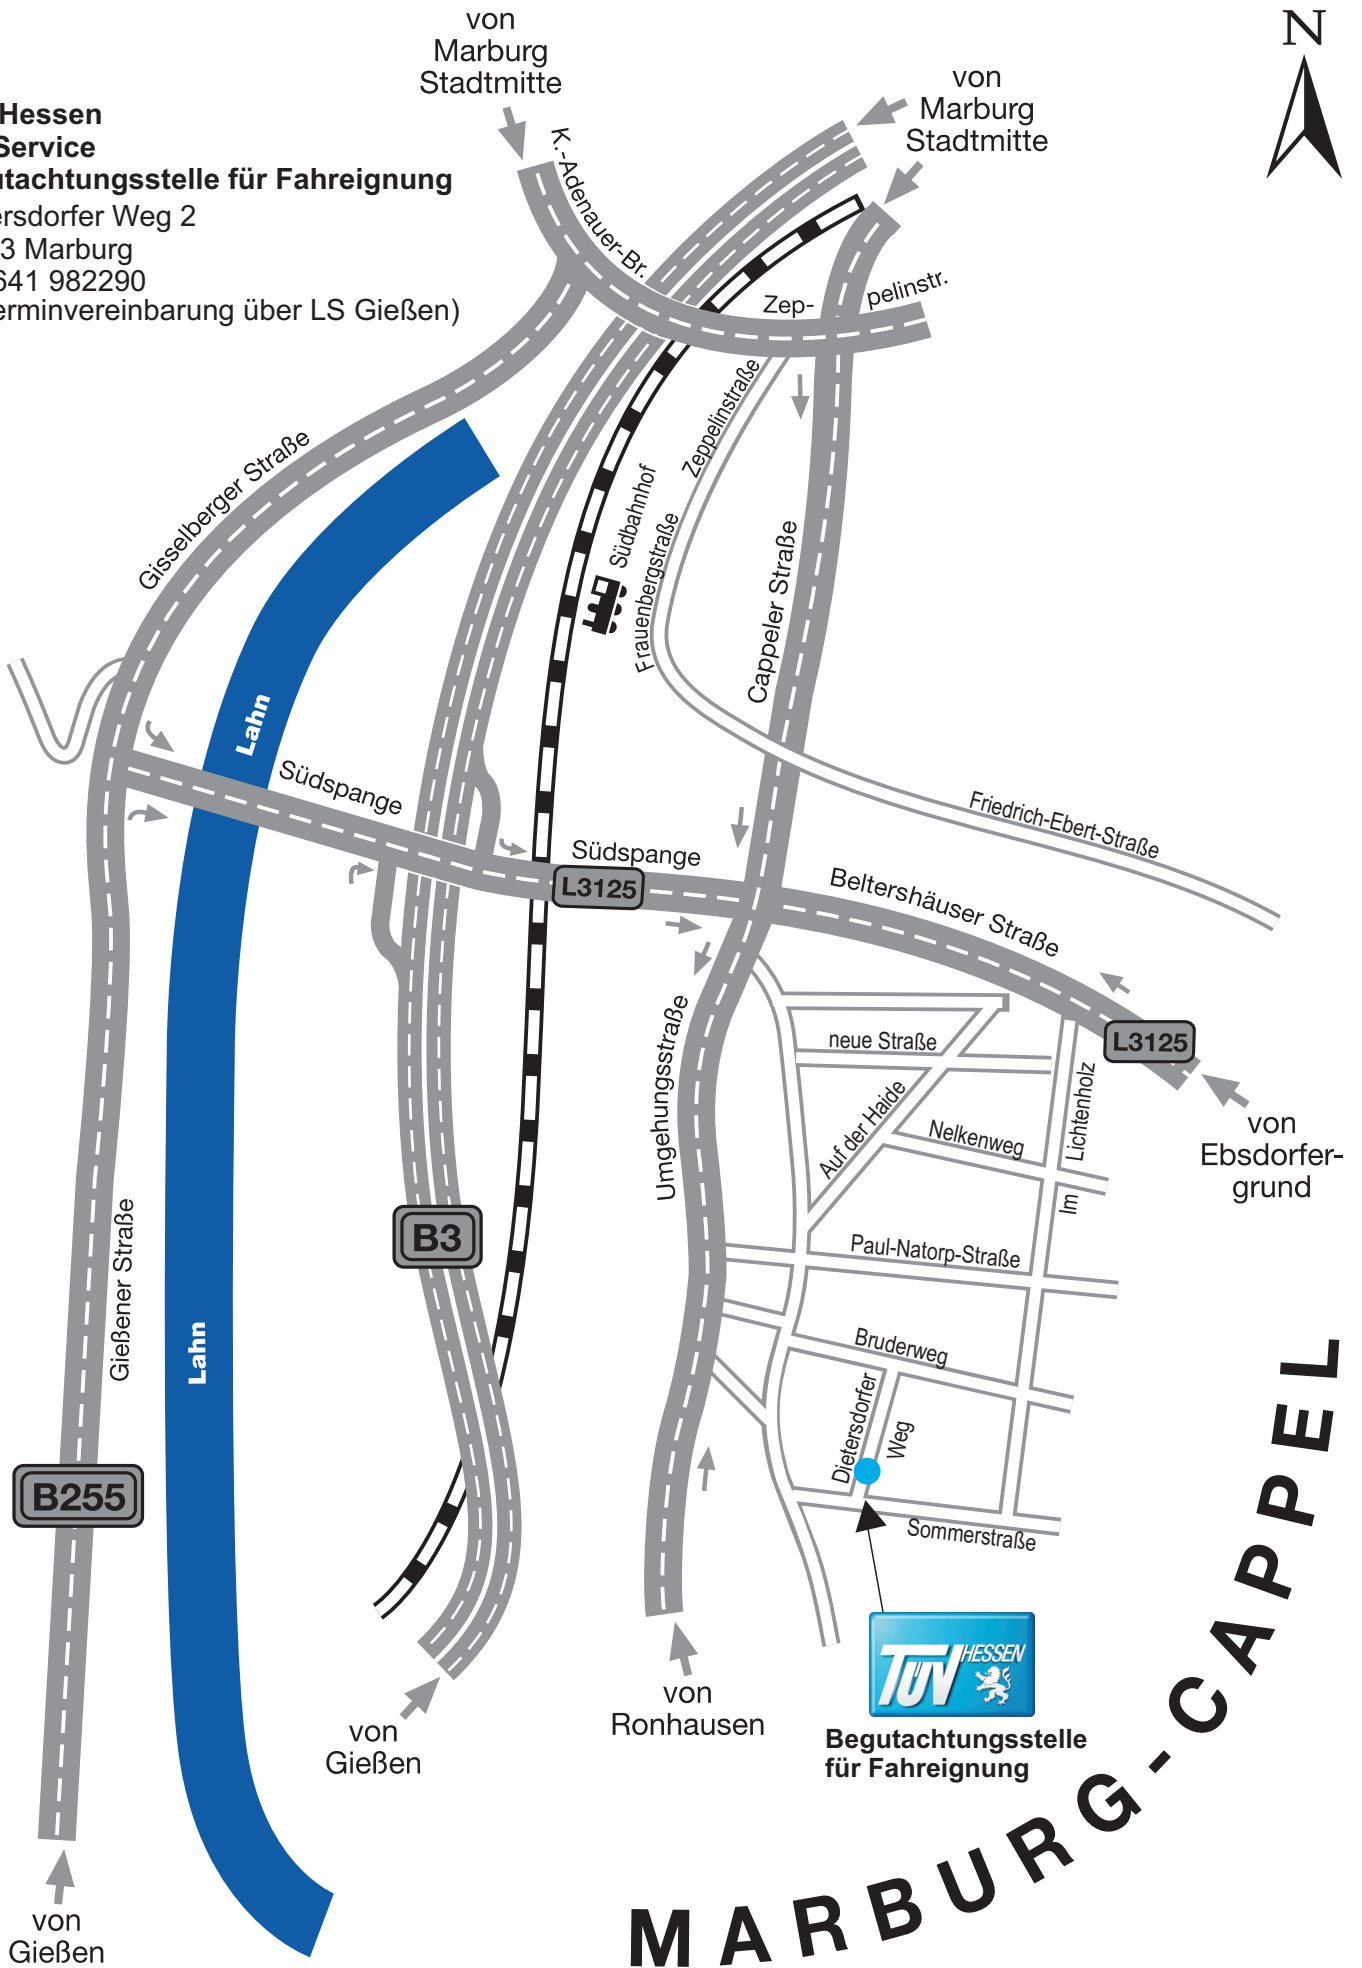 von
Marburg
Stadtmitte
N
von
Marburg
Stadtmitte
Hessen
Service
utachtungsstelle für Fahreignung
ersdorfer Weg 2
3 Marburg
641 982290
erminvereinbarung über LS Gießen)
K.-Adenauer-Br.
Zep-
pelinstr.
Zeppelinstraße
Gisselberger Straße
Südbahnhof
Frauenbergstraße
Cappeler Straße
Lahn
Südspange
Südspange
L3125
Friedrich-Ebert-Straße
Beltershäuser Straße
L3125
von
Ebsdorfer-
grund
Umgehungsstraße
neue Straße
Auf der Haide
Nelkenweg
Im Lichtenholz
Paul-Natorp-Straße
Gießener Straße
B3
Lahn
Bruderweg
Dietersdorfer
Weg
Sommerstraße
B255
TÜV HESSEN
Begutachtungsstelle
für Fahreignung
von
Ronhausen
von
Gießen
von
Gießen
MARBURG-CAPPEL